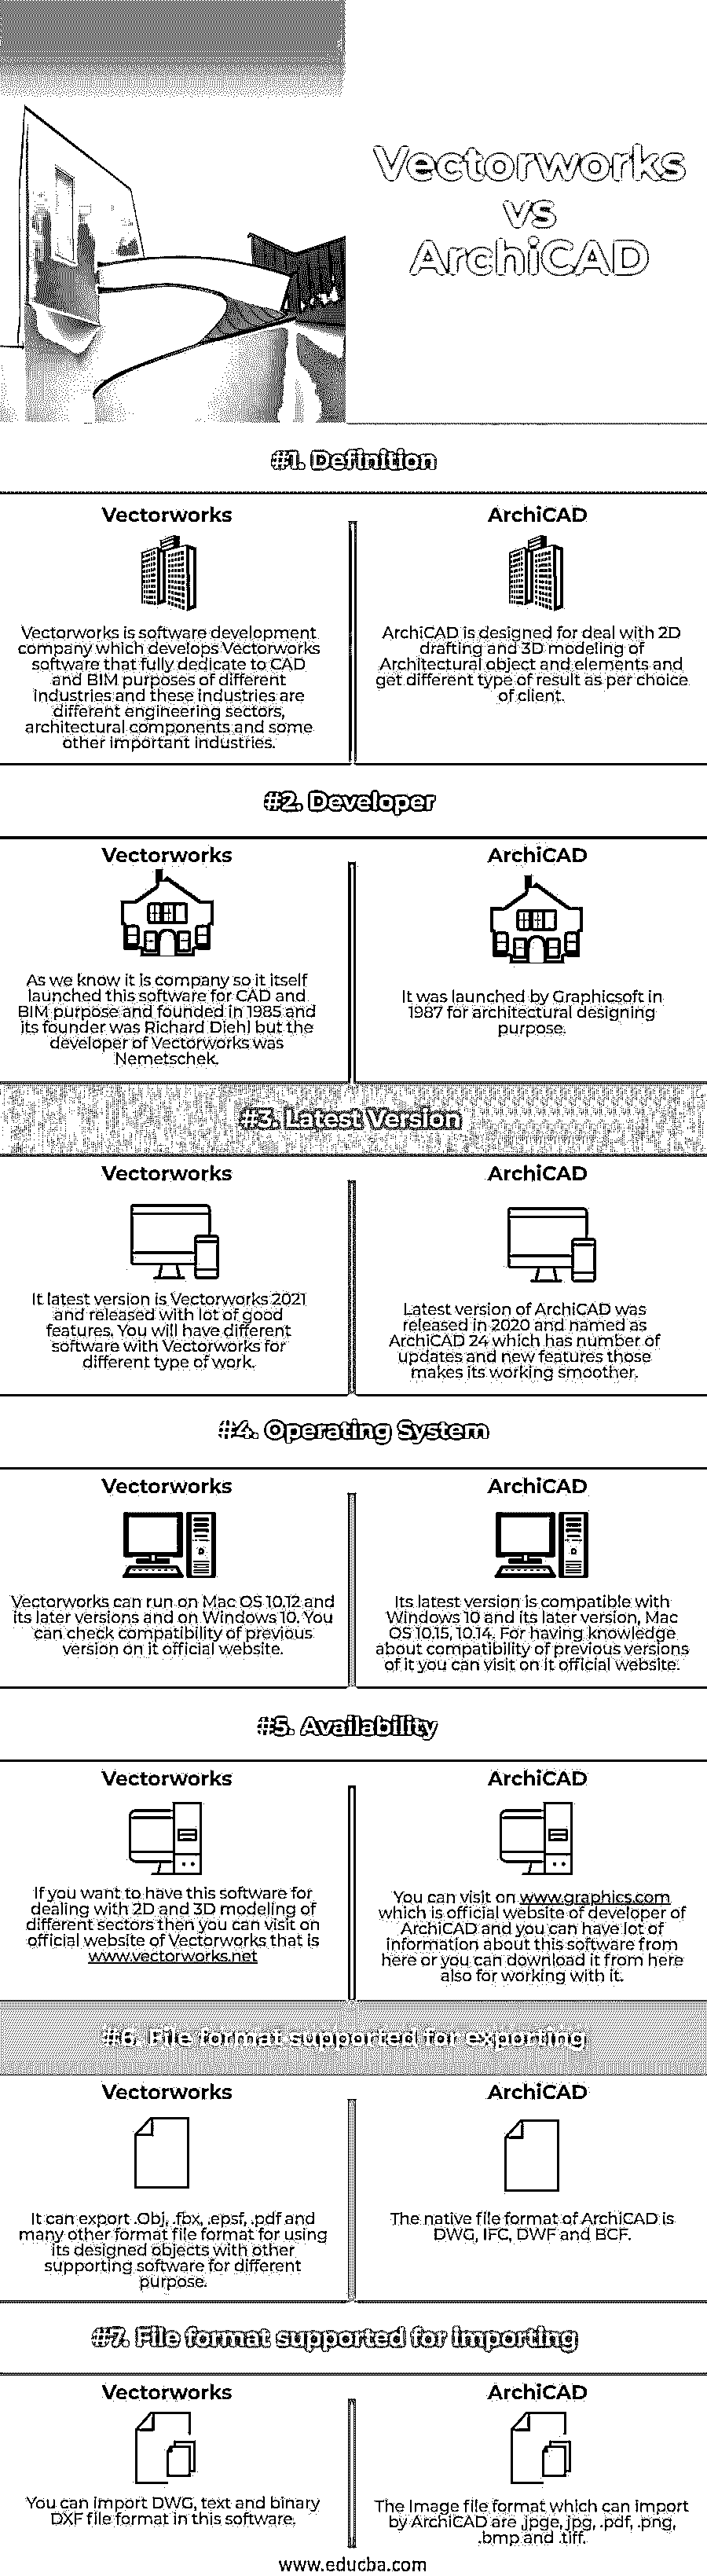 Vectorworks
vs
ArchiCAD
#1. Definition
Vectorworks
Vectorworks is software development
company which develops Vectorworks
software that fully dedicate to CAD
and BIM purposes of different
industries and these industries are
different engineering sectors,
architectural components and some
other important industries.
ArchiCAD
ArchiCAD is designed for deal with 2D
drafting and 3D modeling of
Architectural object and elements and
get different type of result as per choice
of client.
#2. Developer
Vectorworks
As we know it is company so it itself
launched this software for CAD and
BIM purpose and founded in 1985 and
its founder was Richard Diehl but the
developer of Vectorworks was
Nemetschek.
ArchiCAD
It was launched by Graphicsoft in
1987 for architectural designing
purpose.
#3. Latest Version
Vectorworks
It latest version is Vectorworks 2021
and released with lot of good
features. You will have different
software with Vectorworks for
different type of work.
ArchiCAD
Latest version of ArchiCAD was
released in 2020 and named as
ArchiCAD 24 which has number of
updates and new features those
makes its working smoother.
#4. Operating System
Vectorworks
Vectorworks can run on Mac OS 10.12 and
its later versions and on Windows 10. You
can check compatibility of previous
version on it official website.
ArchiCAD
Its latest version is compatible with
Windows 10 and its later version, Mac
OS 10.15, 10.14. For having knowledge
about compatibility of previous versions
of it you can visit on it official website.
#5. Availability
Vectorworks
If you want to have this software for
dealing with 2D and 3D modeling of
different sectors then you can visit on
official website of Vectorworks that is
www.vectorworks.net
ArchiCAD
You can visit on www.graphics.com
which is official website of developer of
ArchiCAD and you can have lot of
information about this software from
here or you can download it from here
also for working with it.
#6. File format supported for exporting
Vectorworks
It can export .Obj, .fbx, .epsf, .pdf and
many other format file format for using
its designed objects with other
supporting software for different
purpose.
ArchiCAD
The native file format of ArchiCAD is
DWG, IFC, DWF and BCF.
#7. File format supported for importing
Vectorworks
You can import DWG, text and binary
DXF file format in this software.
ArchiCAD
The Image file format which can import
by ArchiCAD are .jpge, jpg, .pdf, .png,
.bmp and .tiff.
www.educba.com